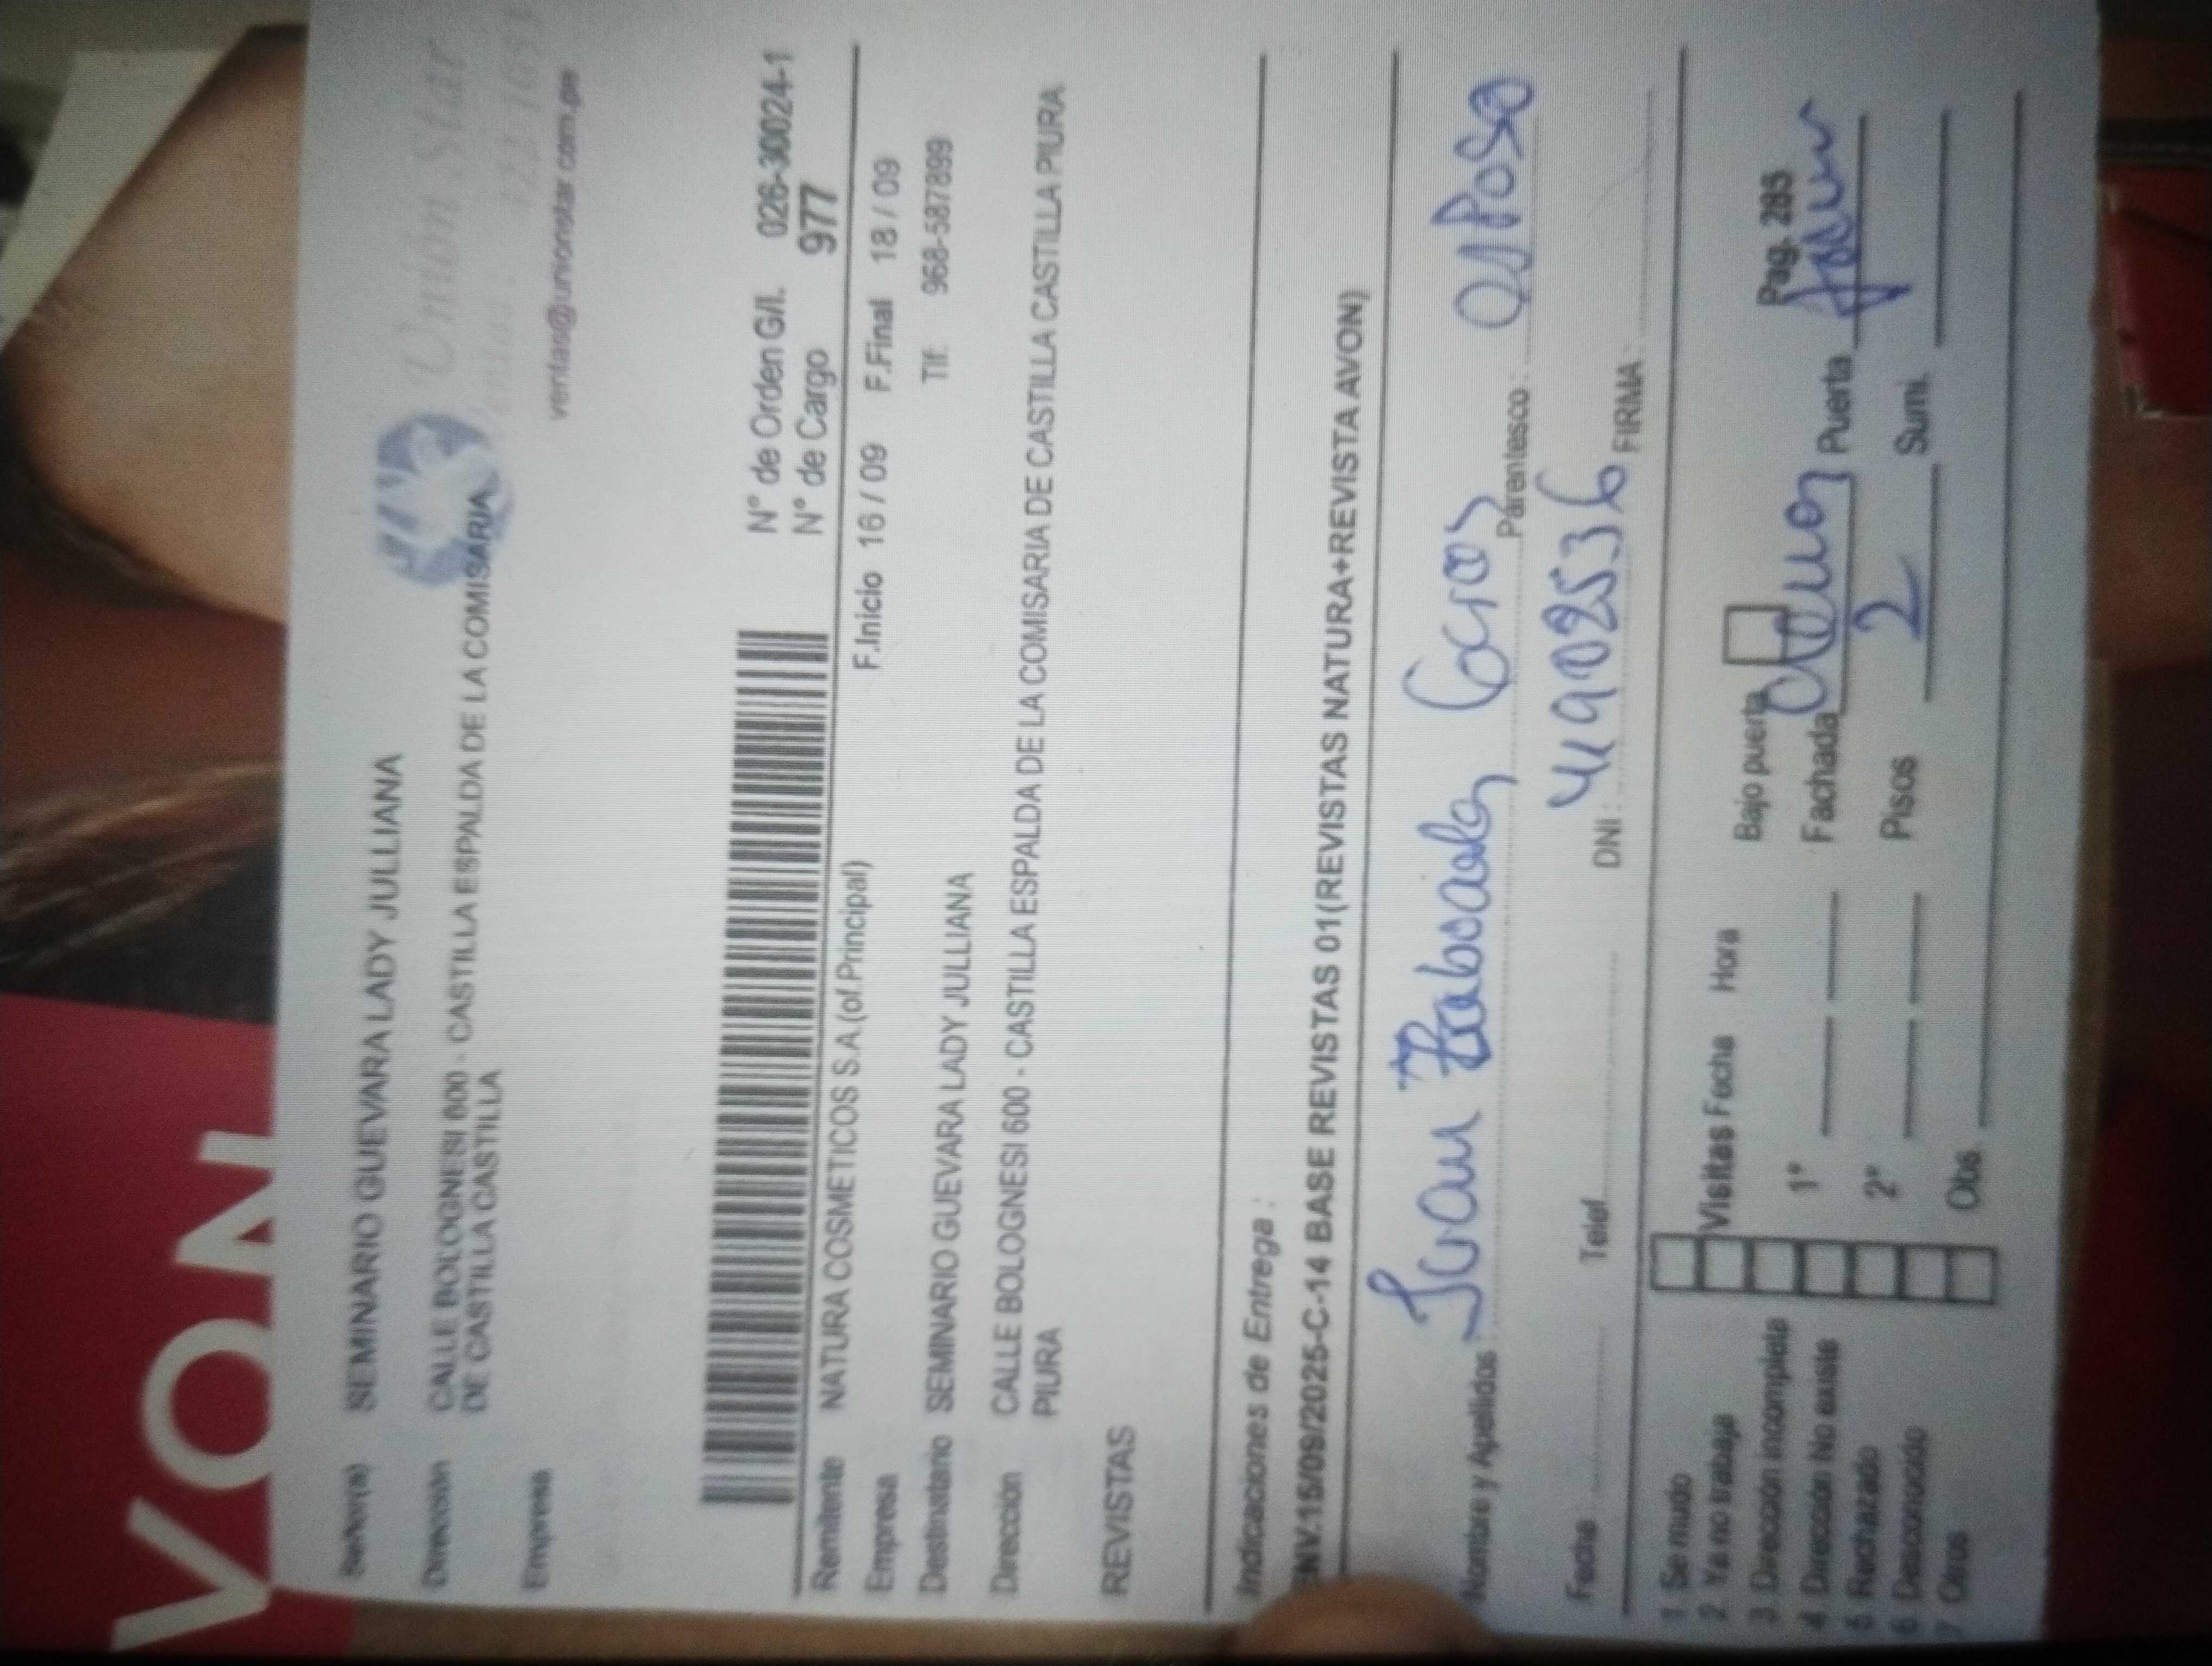 VON
Señor(a) SEMINARIO GUEVARA LADY JULLIANA
Dirección CALLE BOLOGNESI 600 - CASTILLA ESPALDA DE LA COMISARIA
DE CASTILLA CASTILLA
Empresa
Unión Star
ventas@unionstar.com.pe
N° de Orden G/I. 026-30024-1
N° de Cargo 977
Remitente NATURA COSMETICOS S.A.(of.Principal)
F.Inicio 16 / 09 F.Final 18 / 09
Empresa
Tlf: 968-587899
Destinatario SEMINARIO GUEVARA LADY JULLIANA
Dirección CALLE BOLOGNESI 600 - CASTILLA ESPALDA DE LA COMISARIA DE CASTILLA CASTILLA PIURA
PIURA
REVISTAS
Indicaciones de Entrega :
ENV.15/09/2025-C-14 BASE REVISTAS 01(REVISTAS NATURA+REVISTA AVON)
Nombre y Apellidos Taboada Parentesco : esposo
Fecha Telef DNI : FIRMA :
1. Se mudo
2 Ya no trabaja
3 Dirección incompleta
4 Dirección No existe
5 Rechazado
6 Desconocido
7 Otros
Visitas Fecha Hora
1°
2°
Obs
Bajo puerta
Pag. 285
Fachada Puerta
Pisos 2 Sumi.